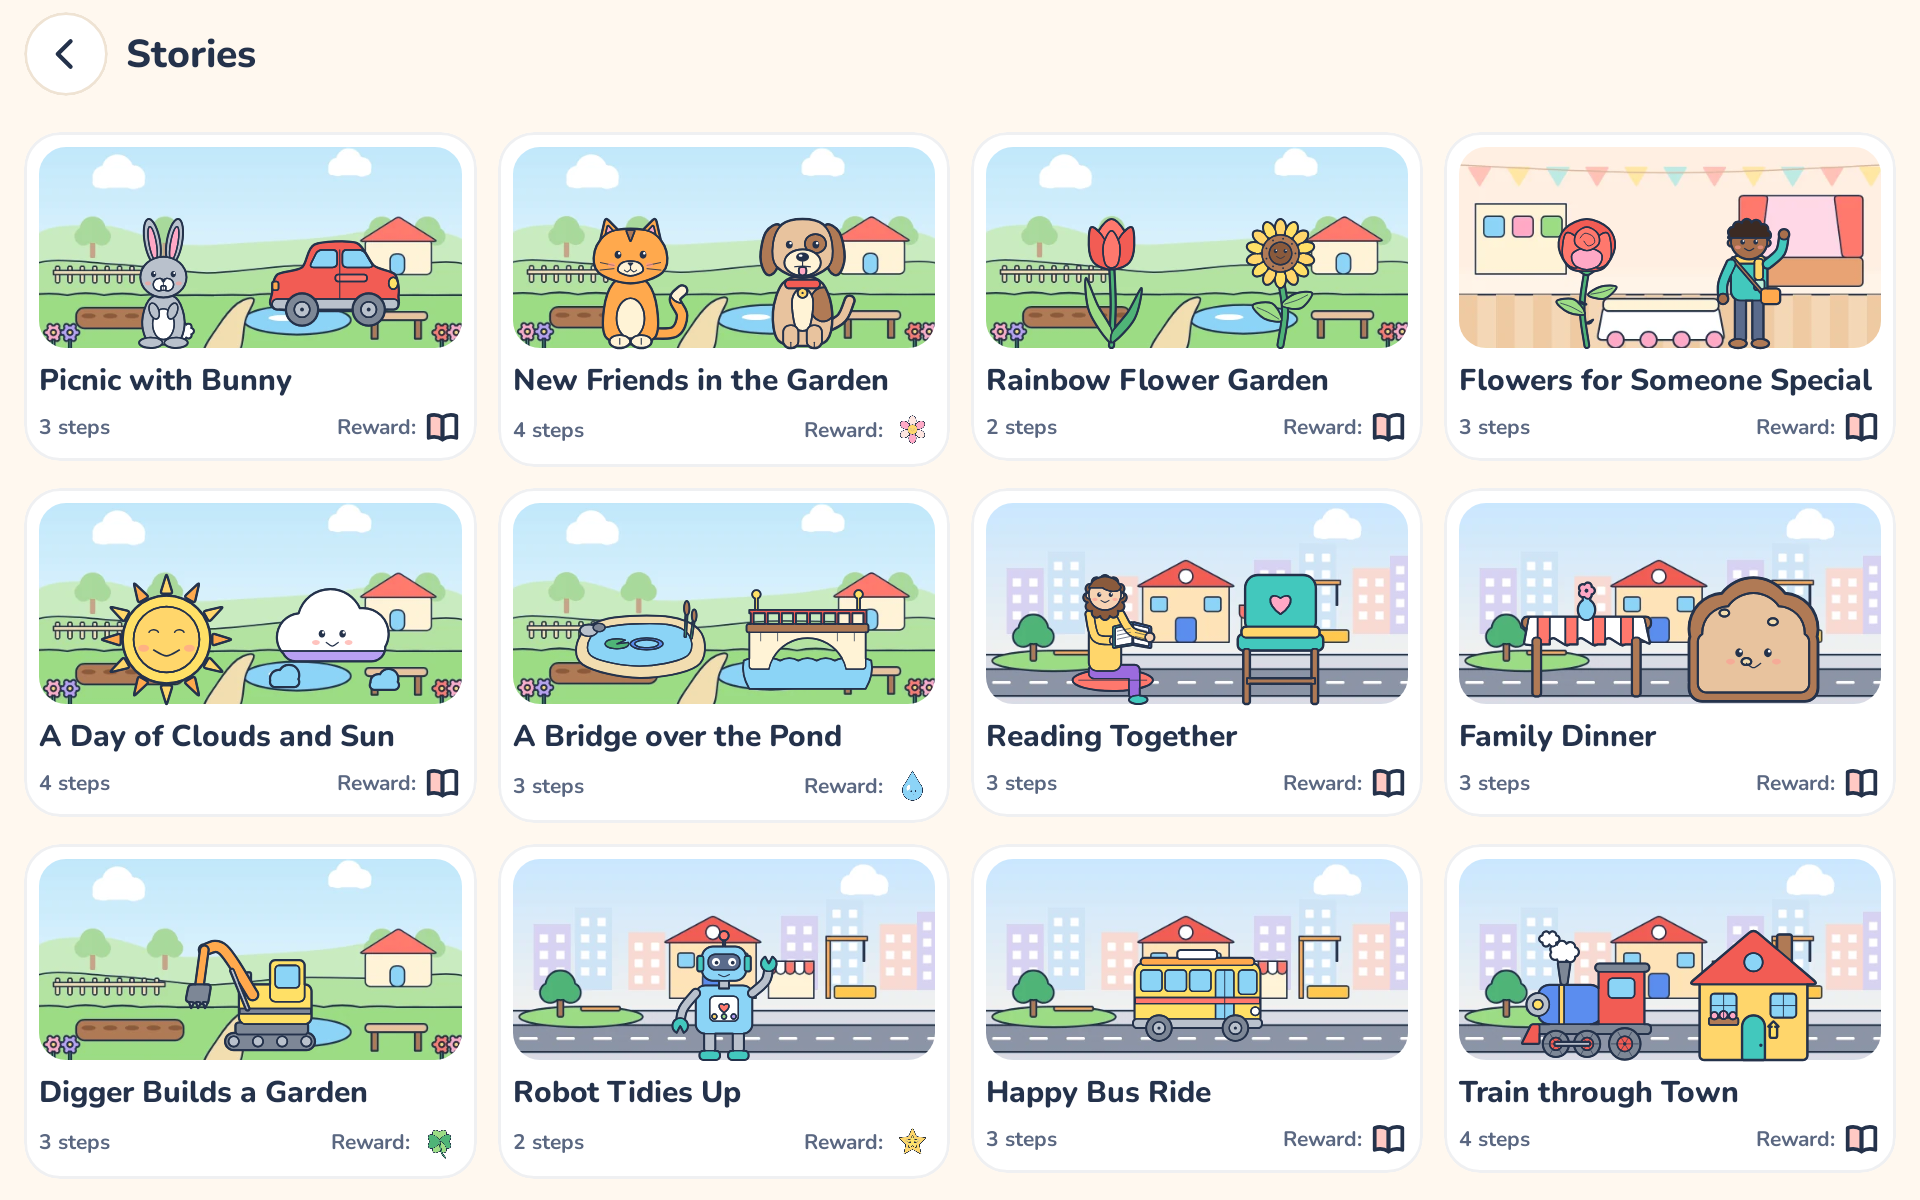 Stories
Picnic with Bunny
3 steps
Reward:
New Friends in the Garden
4 steps
Reward:
Rainbow Flower Garden
2 steps
Reward:
Flowers for Someone Special
3 steps
Reward:
A Day of Clouds and Sun
4 steps
Reward:
A Bridge over the Pond
3 steps
Reward:
Reading Together
3 steps
Reward:
Family Dinner
3 steps
Reward:
Digger Builds a Garden
3 steps
Reward:
Robot Tidies Up
2 steps
Reward:
Happy Bus Ride
3 steps
Reward:
Train through Town
4 steps
Reward: